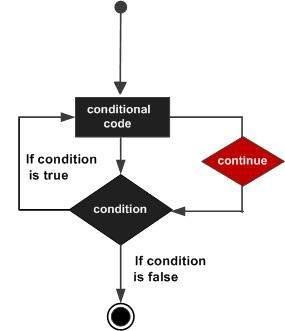 conditional
code
If condition
is true
continue
condition
If condition
is false